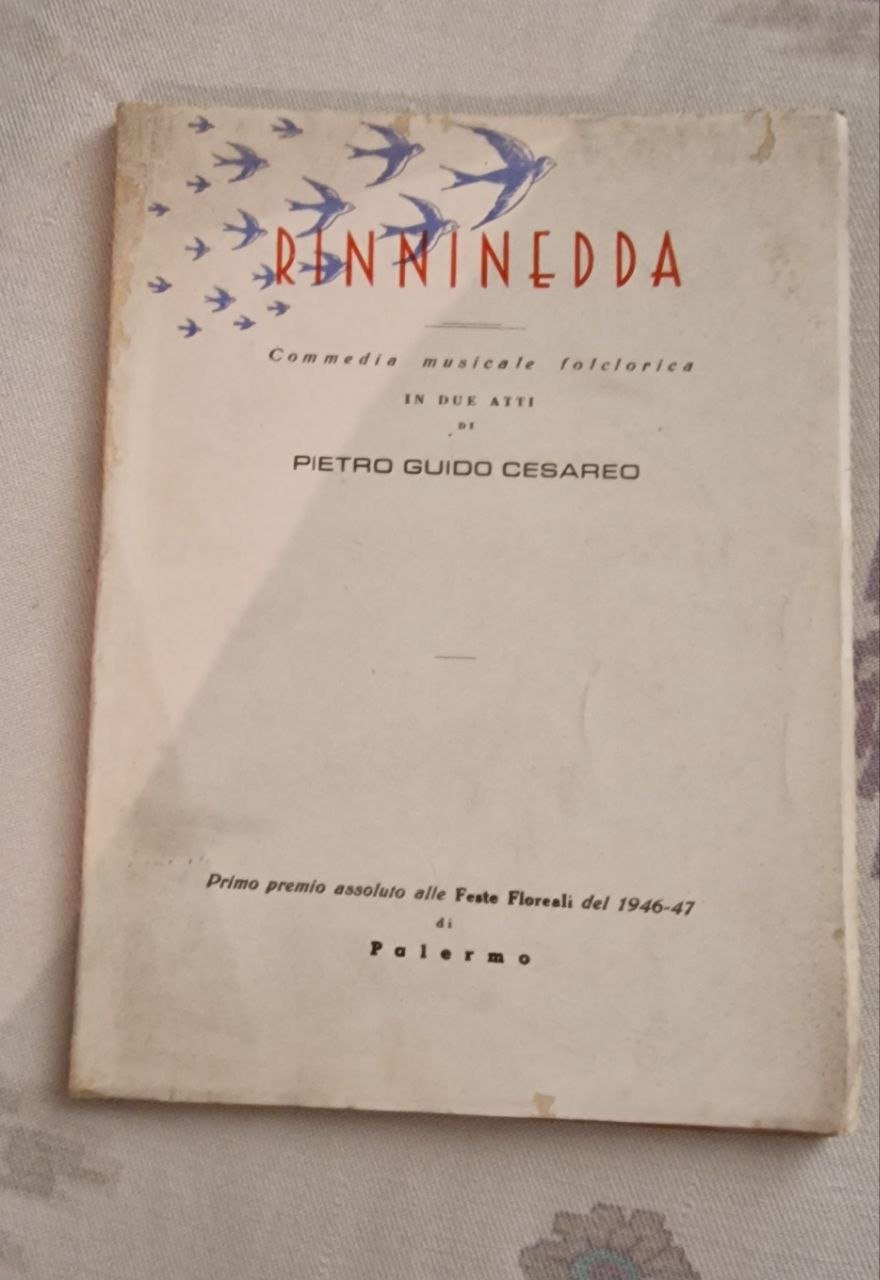 RINNINEDDA
Commedia musicale folclorica
IN DUE ATTI
DI
PIETRO GUIDO CESAREO
Primo premio assoluto alle Feste Floreali del 1946-47
di
Palermo